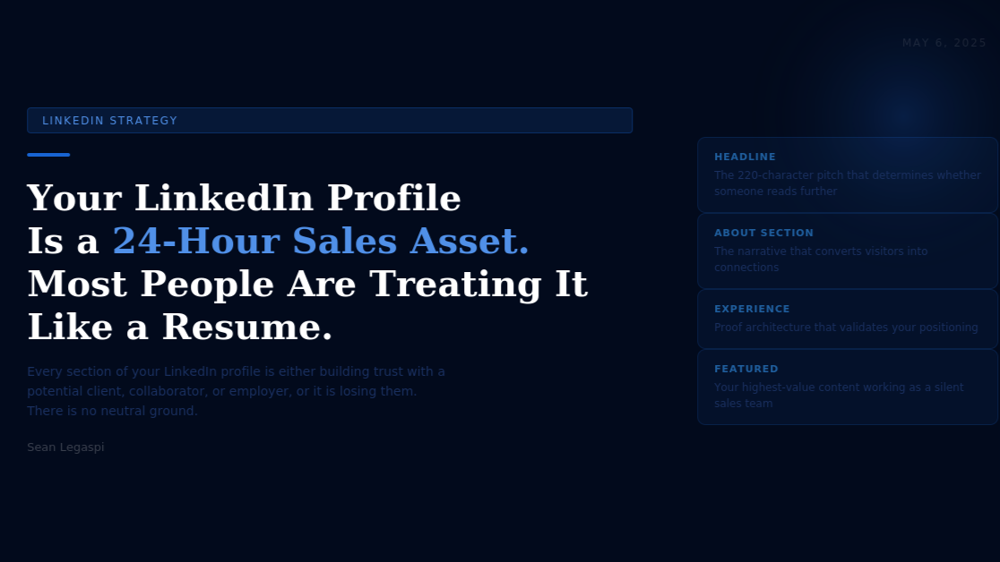 MAY 6, 2025
LINKEDIN STRATEGY
Your LinkedIn Profile
Is a 24-Hour Sales Asset.
Most People Are Treating It
Like a Resume.
Every section of your LinkedIn profile is either building trust with a
potential client, collaborator, or employer, or it is losing them.
There is no neutral ground.
Sean Legaspi
HEADLINE
The 220-character pitch that determines whether
someone reads further
ABOUT SECTION
The narrative that converts visitors into
connections
EXPERIENCE
Proof architecture that validates your positioning
FEATURED
Your highest-value content working as a silent
sales team